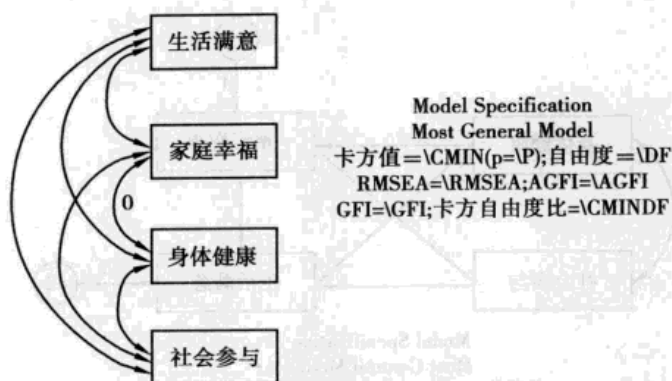 生活满意
家庭幸福
0
身体健康
社会参与
Model Specification
Most General Model
卡方值=\CMIN(p=\P);自由度=\DF
RMSEA=\RMSEA;AGFI=\AGFI
GFI=\GFI;卡方自由度比=\CMINDF